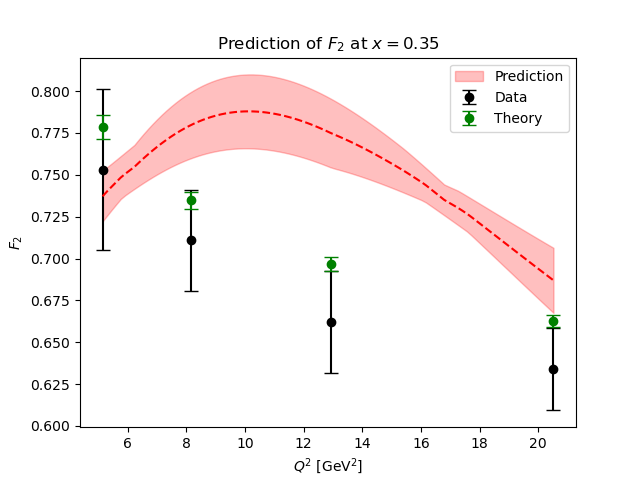 Prediction of F₂ at x = 0.35
Prediction
Data
Theory
F₂
0.800
0.775
0.750
0.725
0.700
0.675
0.650
0.625
0.600
6 8 10 12 14 16 18 20
Q² [GeV²]